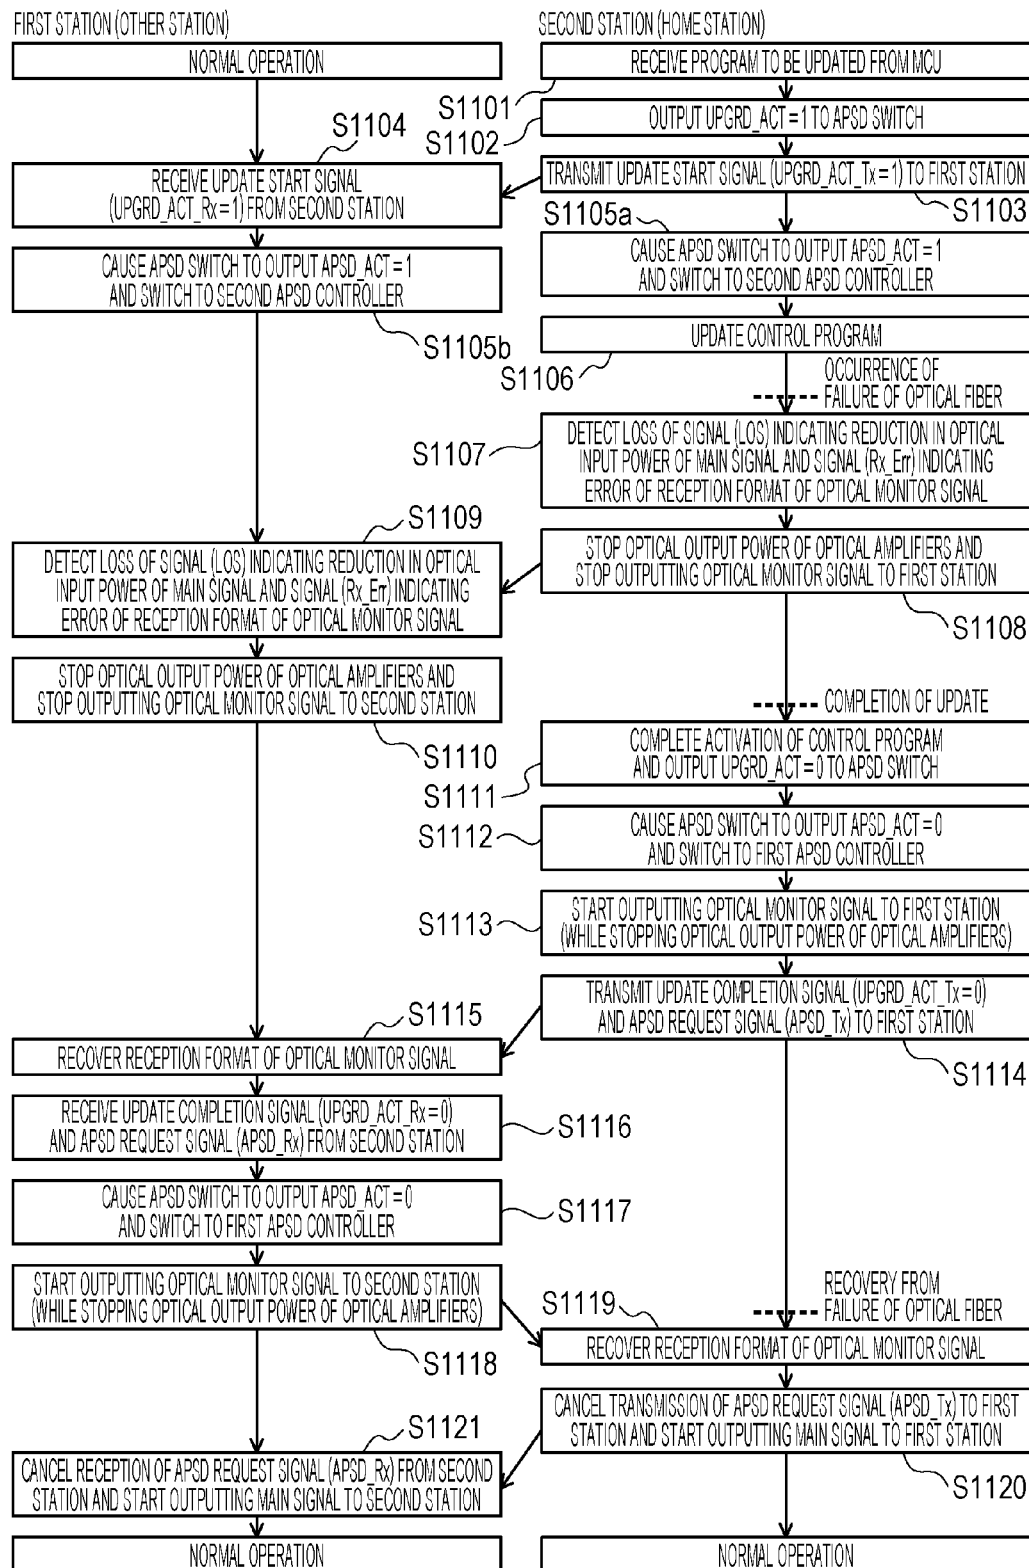 FIRST STATION (OTHER STATION)
SECOND STATION (HOME STATION)
NORMAL OPERATION
RECEIVE PROGRAM TO BE UPDATED FROM MCU
S1101
OUTPUT UPGRD_ACT = 1 TO APSD SWITCH
S1102
TRANSMIT UPDATE START SIGNAL (UPGRD_ACT_Tx = 1) TO FIRST STATION
S1103
S1104
RECEIVE UPDATE START SIGNAL
(UPGRD_ACT_Rx = 1) FROM SECOND STATION
S1105a
CAUSE APSD SWITCH TO OUTPUT APSD_ACT = 1
AND SWITCH TO SECOND APSD CONTROLLER
CAUSE APSD SWITCH TO OUTPUT APSD_ACT = 1
AND SWITCH TO SECOND APSD CONTROLLER
S1105b
UPDATE CONTROL PROGRAM
S1106
OCCURRENCE OF
FAILURE OF OPTICAL FIBER
S1107
DETECT LOSS OF SIGNAL (LOS) INDICATING REDUCTION IN OPTICAL
INPUT POWER OF MAIN SIGNAL AND SIGNAL (Rx_Err) INDICATING
ERROR OF RECEPTION FORMAT OF OPTICAL MONITOR SIGNAL
STOP OPTICAL OUTPUT POWER OF OPTICAL AMPLIFIERS AND
STOP OUTPUTTING OPTICAL MONITOR SIGNAL TO FIRST STATION
S1108
S1109
DETECT LOSS OF SIGNAL (LOS) INDICATING REDUCTION IN OPTICAL
INPUT POWER OF MAIN SIGNAL AND SIGNAL (Rx_Err) INDICATING
ERROR OF RECEPTION FORMAT OF OPTICAL MONITOR SIGNAL
STOP OPTICAL OUTPUT POWER OF OPTICAL AMPLIFIERS AND
STOP OUTPUTTING OPTICAL MONITOR SIGNAL TO SECOND STATION
S1110
COMPLETION OF UPDATE
COMPLETE ACTIVATION OF CONTROL PROGRAM
AND OUTPUT UPGRD_ACT = 0 TO APSD SWITCH
S1111
S1112
CAUSE APSD SWITCH TO OUTPUT APSD_ACT = 0
AND SWITCH TO FIRST APSD CONTROLLER
S1113
START OUTPUTTING OPTICAL MONITOR SIGNAL TO FIRST STATION
(WHILE STOPPING OPTICAL OUTPUT POWER OF OPTICAL AMPLIFIERS)
TRANSMIT UPDATE COMPLETION SIGNAL (UPGRD_ACT_Tx = 0)
AND APSD REQUEST SIGNAL (APSD_Tx) TO FIRST STATION
S1114
S1115
RECOVER RECEPTION FORMAT OF OPTICAL MONITOR SIGNAL
RECEIVE UPDATE COMPLETION SIGNAL (UPGRD_ACT_Rx = 0)
AND APSD REQUEST SIGNAL (APSD_Rx) FROM SECOND STATION
S1116
CAUSE APSD SWITCH TO OUTPUT APSD_ACT = 0
AND SWITCH TO FIRST APSD CONTROLLER
S1117
START OUTPUTTING OPTICAL MONITOR SIGNAL TO SECOND STATION
(WHILE STOPPING OPTICAL OUTPUT POWER OF OPTICAL AMPLIFIERS)
S1118
RECOVERY FROM
FAILURE OF OPTICAL FIBER
S1119
RECOVER RECEPTION FORMAT OF OPTICAL MONITOR SIGNAL
CANCEL TRANSMISSION OF APSD REQUEST SIGNAL (APSD_Tx) TO FIRST
STATION AND START OUTPUTTING MAIN SIGNAL TO FIRST STATION
S1120
S1121
CANCEL RECEPTION OF APSD REQUEST SIGNAL (APSD_Rx) FROM SECOND
STATION AND START OUTPUTTING MAIN SIGNAL TO SECOND STATION
NORMAL OPERATION
NORMAL OPERATION